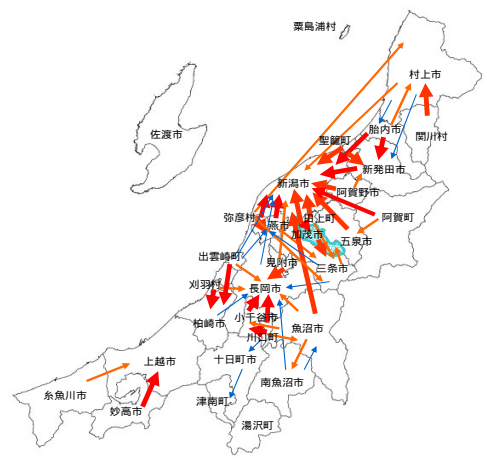 粟島浦村
村上市
佐渡市
胎内市
関川村
聖籠町
新発田市
新潟市
阿賀野市
弥彦村
田上町
阿賀町
燕市
加茂市
五泉市
出雲崎町
見附市
三条市
刈羽村
長岡市
柏崎市
小千谷市
魚沼市
川口町
上越市
十日町市
南魚沼市
糸魚川市
津南町
妙高市
湯沢町